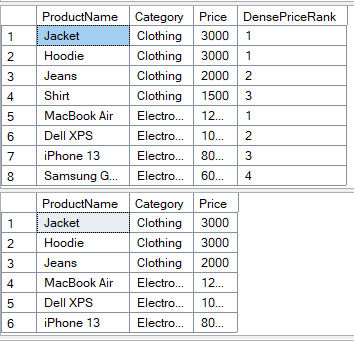 ProductName Category Price DensePriceRank
1 Jacket Clothing 3000 1
2 Hoodie Clothing 3000 1
3 Jeans Clothing 2000 2
4 Shirt Clothing 1500 3
5 MacBook Air Electro... 12... 1
6 Dell XPS Electro... 10... 2
7 iPhone 13 Electro... 80... 3
8 Samsung G... Electro... 60... 4
ProductName Category Price
1 Jacket Clothing 3000
2 Hoodie Clothing 3000
3 Jeans Clothing 2000
4 MacBook Air Electro... 12...
5 Dell XPS Electro... 10...
6 iPhone 13 Electro... 80...